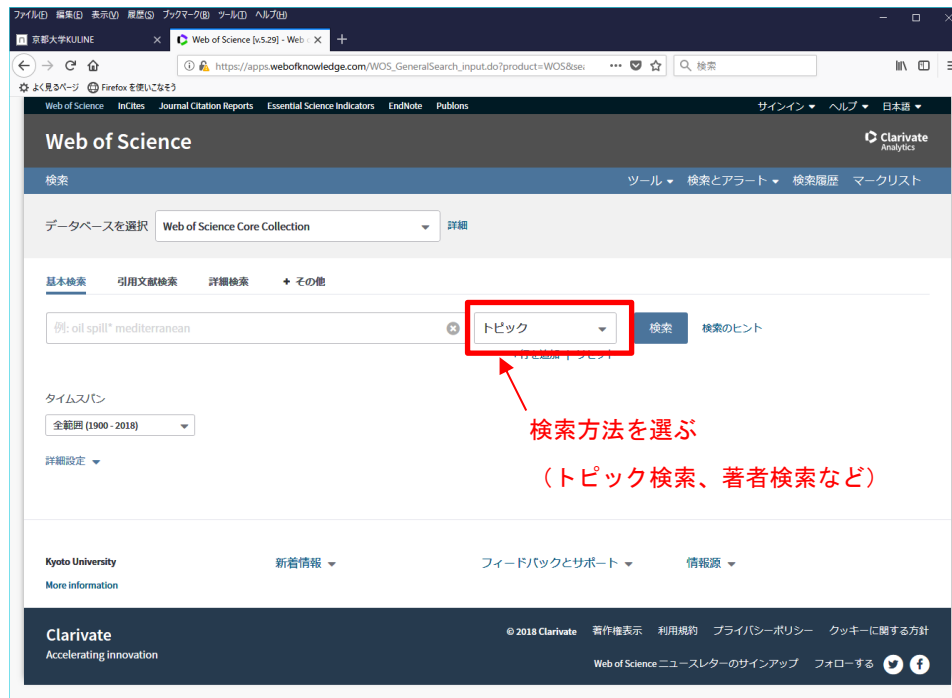 ファイル(F) 編集(E) 表示(V) 履歴(S) ブックマーク(B) ツール(T) ヘルプ(H)
京都大学KULINE Web of Science [v.5.29] - Web
https://apps.webofknowledge.com/WOS_GeneralSearch_input.do?product=WOS&sea 検索
よく見るページ Firefox を使いこなそう
Web of Science InCites Journal Citation Reports Essential Science Indicators EndNote Publons サインイン ヘルプ 日本語
Web of Science Clarivate
Analytics
検索 ツール 検索とアラート 検索履歴 マークリスト
データベースを選択 Web of Science Core Collection 詳細
基本検索 引用文献検索 詳細検索 + その他
例: oil spill* mediterranean トピック 検索 検索のヒント
タイムスパン
全範囲 (1900 - 2018)
検索方法を選ぶ
詳細設定
(トピック検索、著者検索など)
Kyoto University 新着情報 フィードバックとサポート 情報源
More information
Clarivate © 2018 Clarivate 著作権表示 利用規約 プライバシーポリシー クッキーに関する方針
Accelerating innovation
Web of Science ニュースレターのサインアップ フォローする